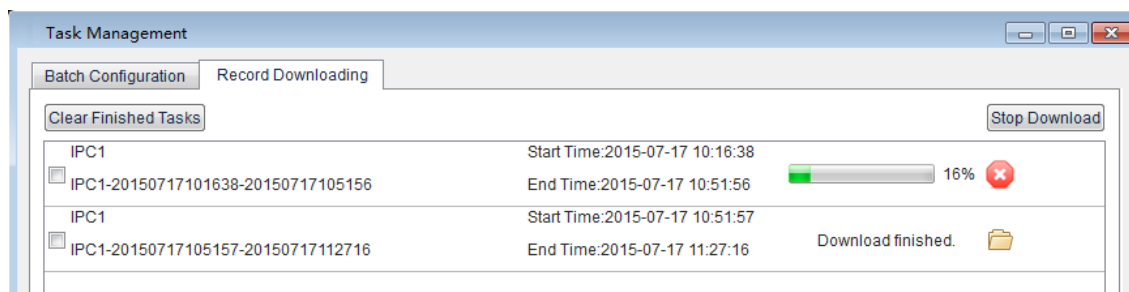 Task Management
Batch Configuration Record Downloading
Clear Finished Tasks Stop Download
IPC1 Start Time:2015-07-17 10:16:38
IPC1-20150717101638-20150717105156 End Time:2015-07-17 10:51:56 16%
IPC1 Start Time:2015-07-17 10:51:57
IPC1-20150717105157-20150717112716 End Time:2015-07-17 11:27:16 Download finished.